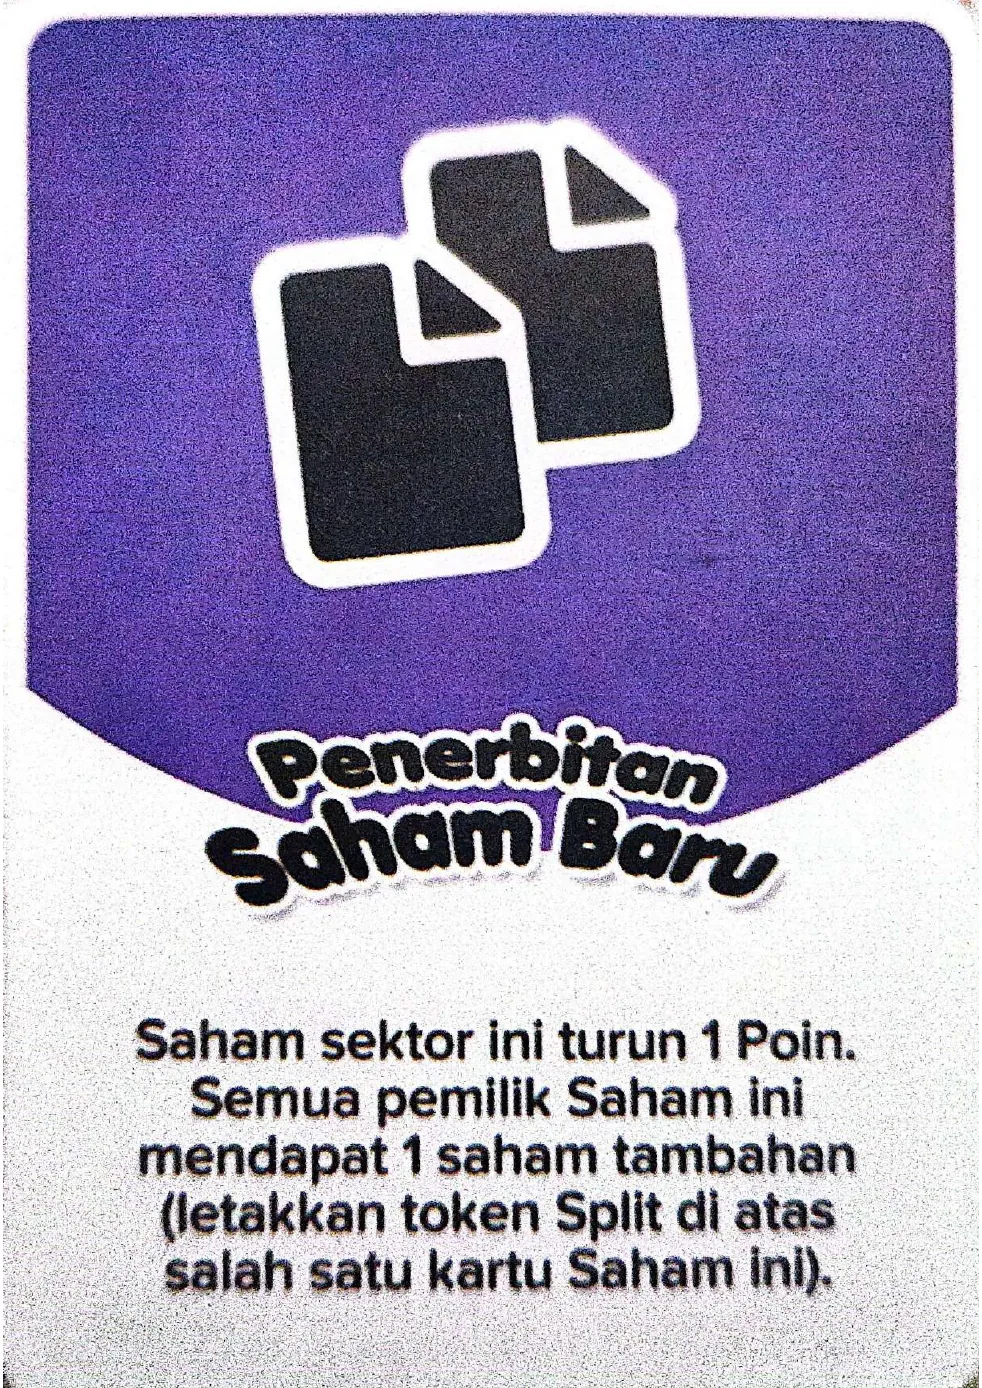 Penerbitan
Saham Baru
Saham sektor ini turun 1 Poin.
Semua pemilik Saham ini
mendapat 1 saham tambahan
(letakkan token Split di atas
salah satu kartu Saham ini).